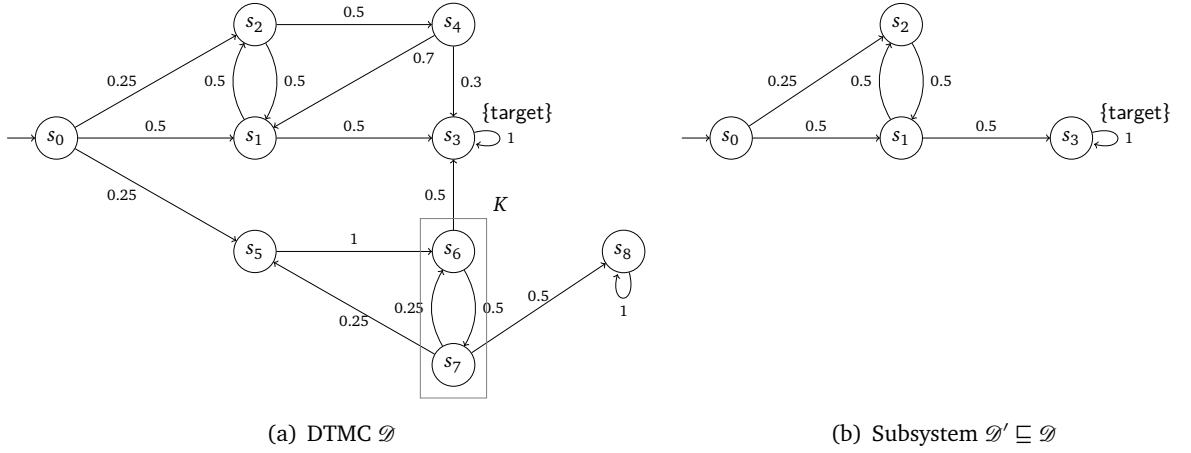 s2 0.5 s4 s2
0.25 0.5 0.5 0.7 0.3 0.25 0.5 0.5
{target} {target}
s0 0.5 s1 0.5 s3 1 s0 0.5 s1 0.5 s3 1
0.25 0.5 K
s5 1 s6 s8
0.25 0.5 0.5 1
0.25
s7
(a) DTMC 𝒟 (b) Subsystem 𝒟′ ⊑ 𝒟